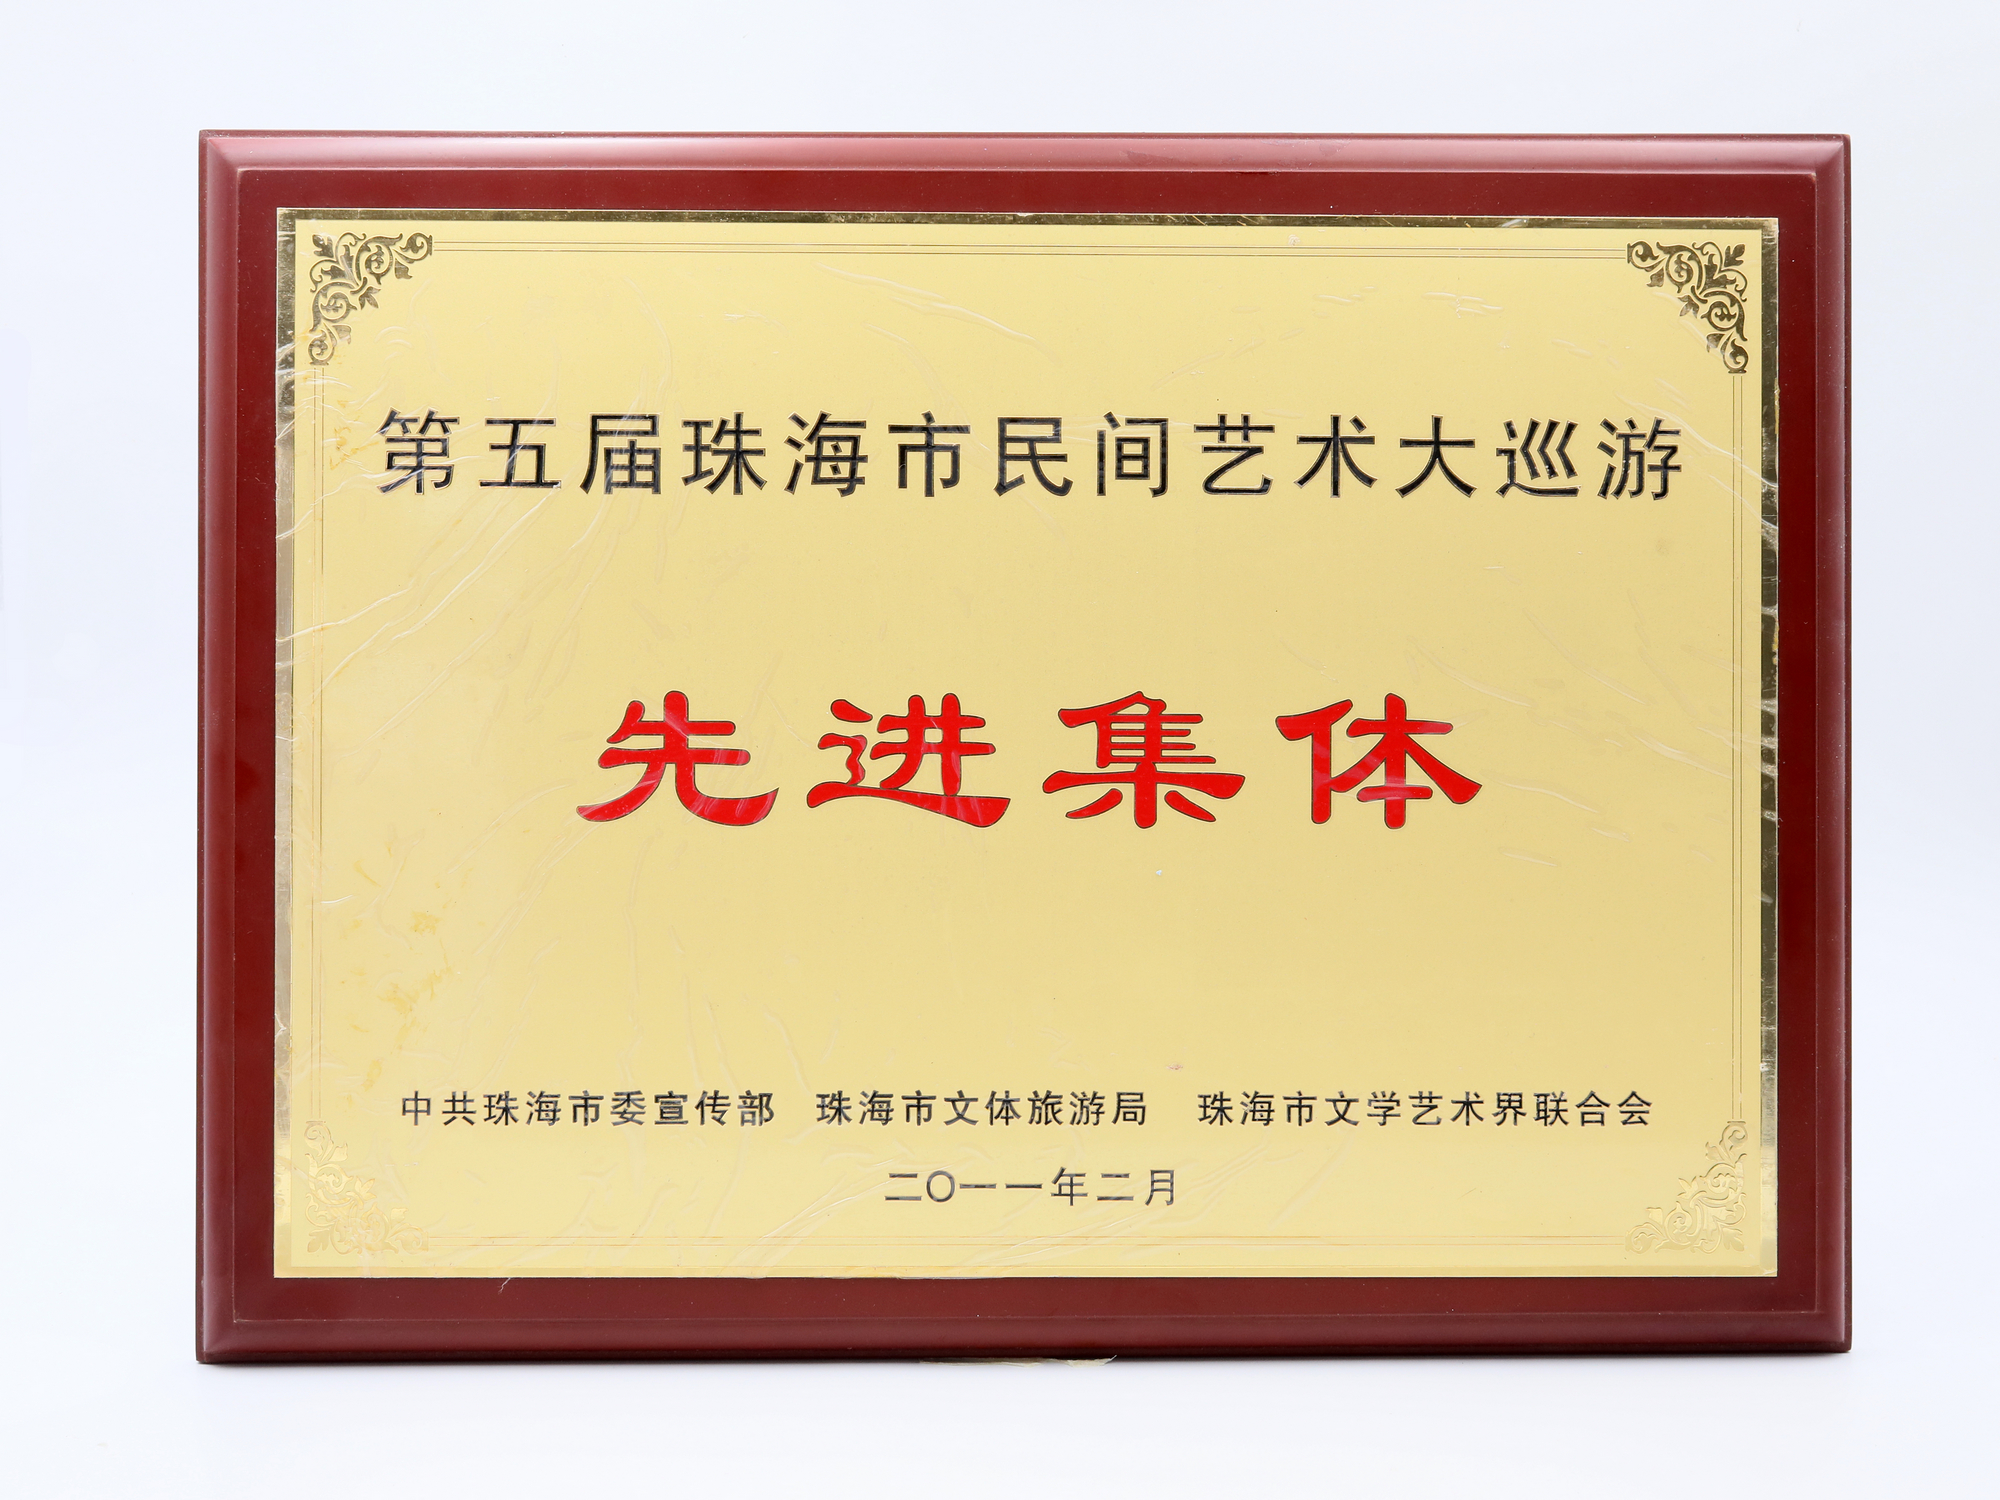 第五届珠海市民间艺术大巡游
先进集体
中共珠海市委宣传部 珠海市文体旅游局 珠海市文学艺术界联合会
二〇一一年二月